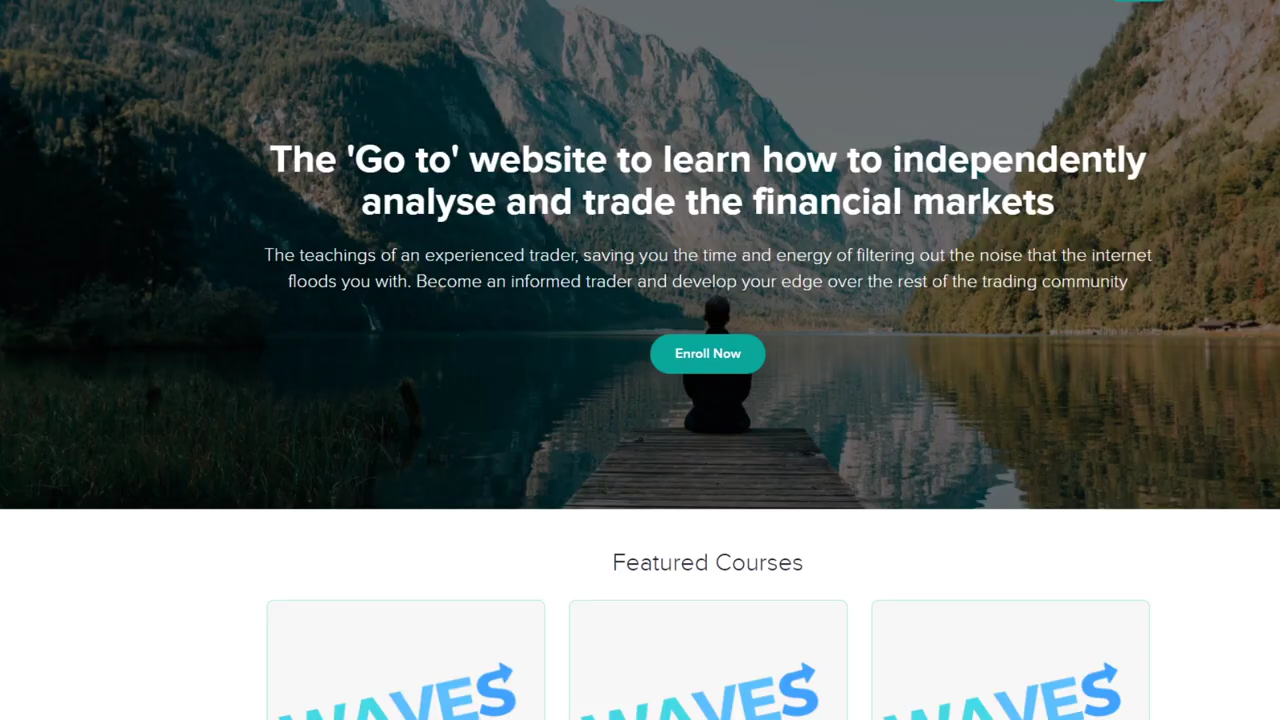 The 'Go to' website to learn how to independently
analyse and trade the financial markets
The teachings of an experienced trader, saving you the time and energy of filtering out the noise that the internet
floods you with. Become an informed trader and develop your edge over the rest of the trading community
Enroll Now
Featured Courses
WAVES WAVES WAVES